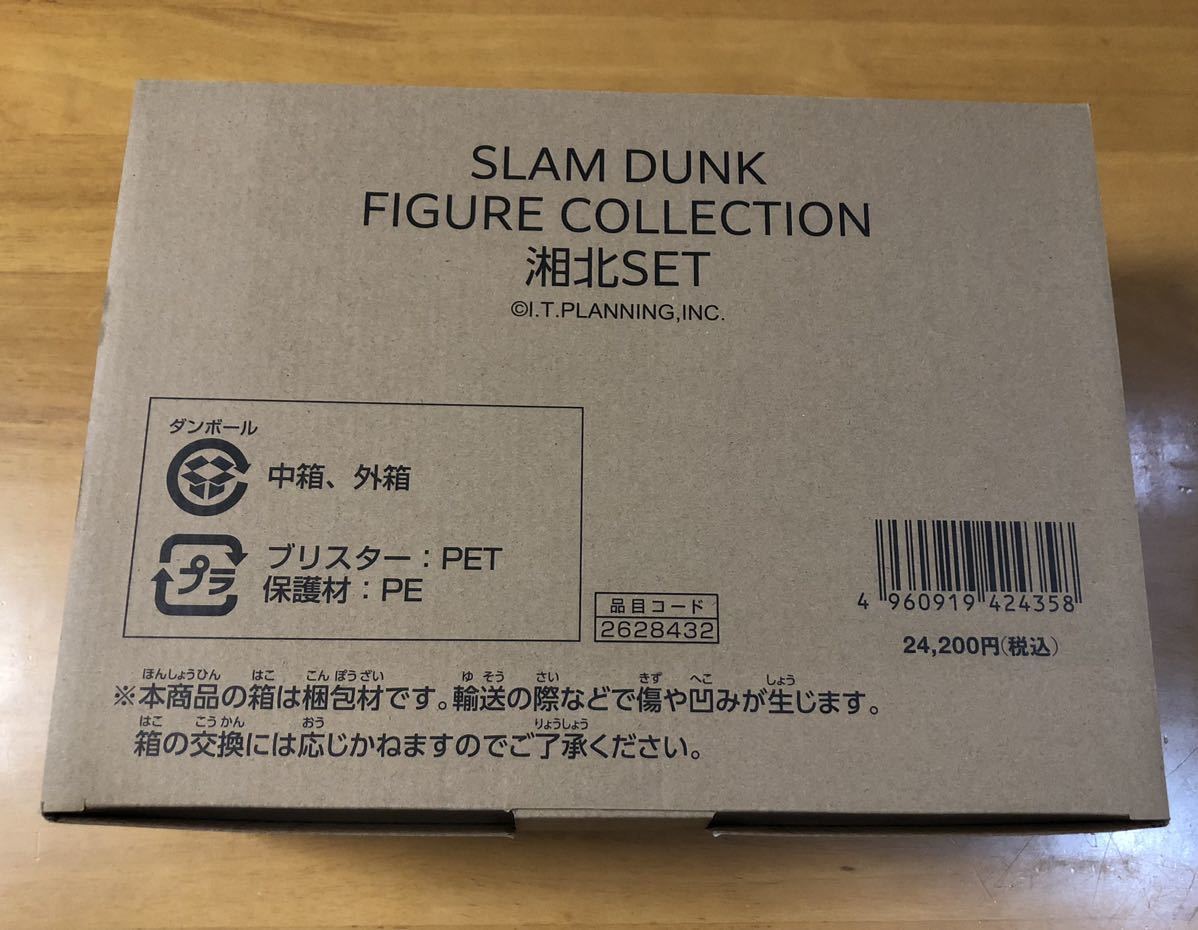 SLAM DUNK
FIGURE COLLECTION
湘北SET
©I.T.PLANNING,INC.
ダンボール
中箱、外箱
プラ
ブリスター：PET
保護材：PE
品目コード
2628432
4 960919 424358
24,200円(税込)
ほんしょうひん はこ こん ぽうざい ゆ そう さい きず へこ しょう
※本商品の箱は梱包材です。輸送の際などで傷や凹みが生じます。
はこ こうかん おう りょうしょう
箱の交換には応じかねますのでご了承ください。